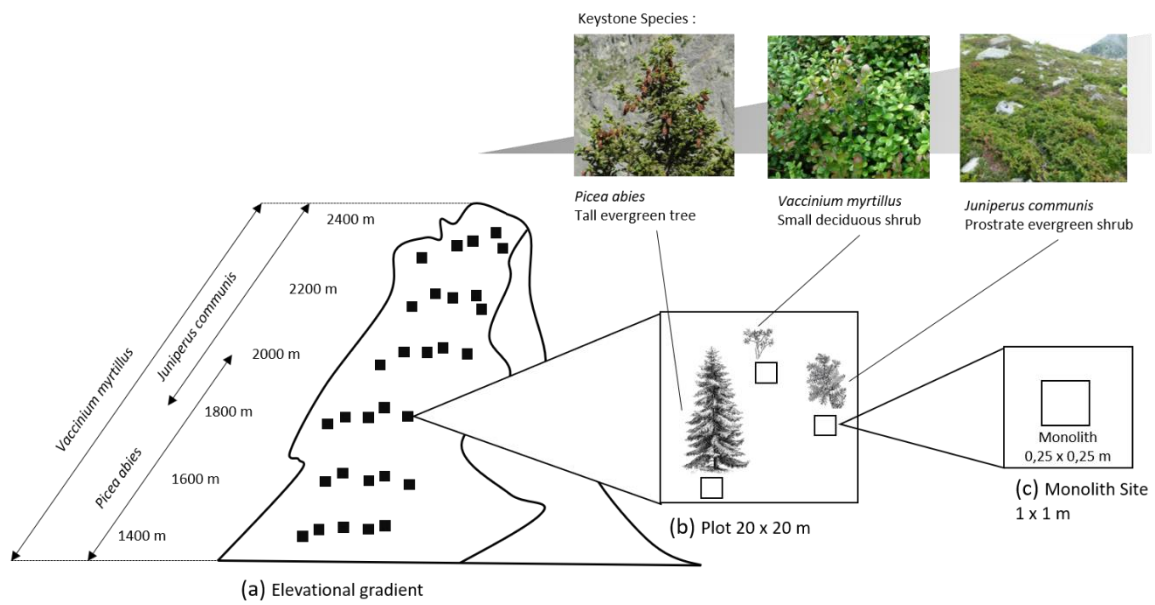 Keystone Species :
Picea abies
Tall evergreen tree
Vaccinium myrtillus
Small deciduous shrub
Juniperus communis
Prostrate evergreen shrub
2400 m
2200 m
2000 m
1800 m
1600 m
1400 m
Vaccinium myrtillus
Juniperus communis
Picea abies
Monolith
0,25 x 0,25 m
(a) Elevational gradient
(b) Plot 20 x 20 m
(c) Monolith Site
1 x 1 m